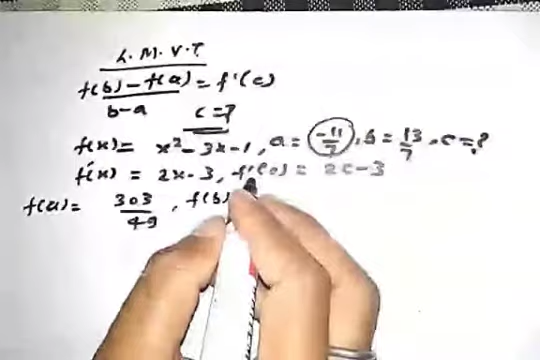 L.M.V.T
f(b) - f(a) / b-a = f'(c)
c=?
f(x) = x² - 3x - 1, a = -11/7, b = 13/7, c = ?
f'(x) = 2x - 3, f'(c) = 2c - 3
f(a) = 303/49, f(b)